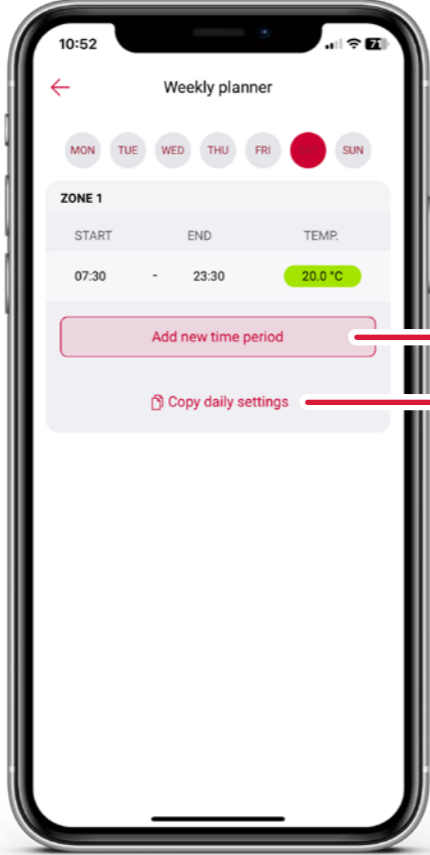 10:52 71
Weekly planner
MON TUE WED THU FRI SUN
ZONE 1
START END TEMP.
07:30 - 23:30 20.0 °C
Add new time period
Copy daily settings